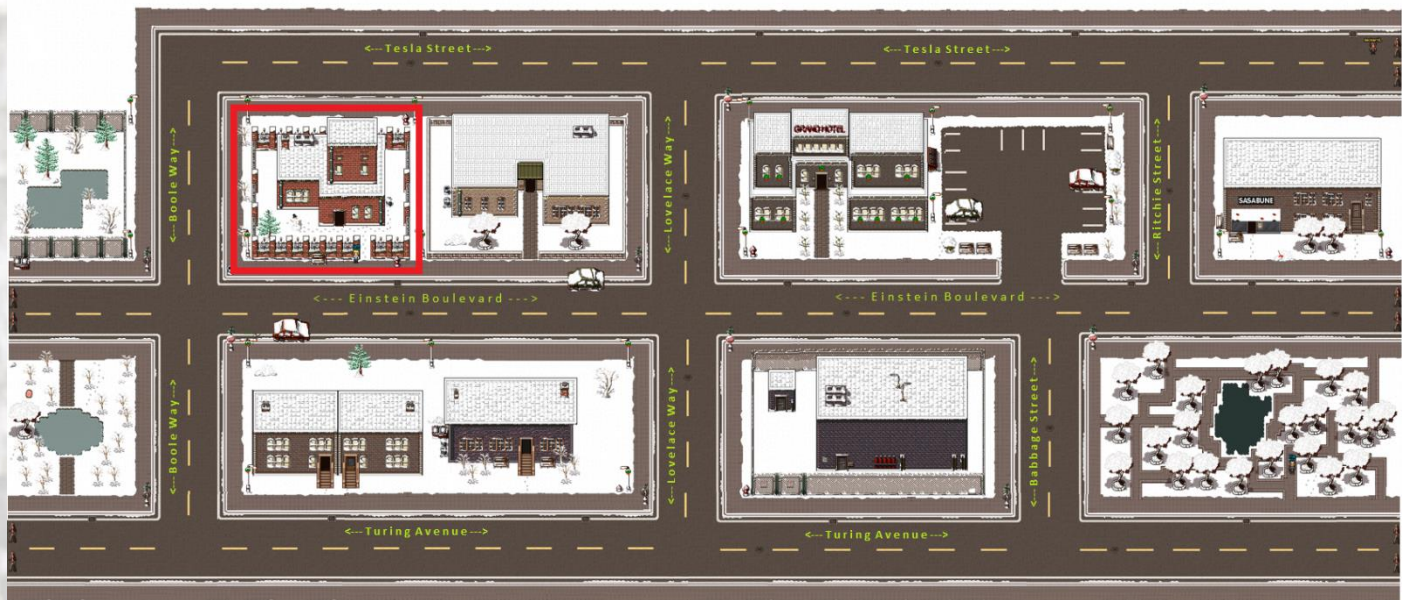 <---Tesla Street--->
<---Tesla Street--->
<---Boole Way--->
<---Lovelace Way--->
GRAND HOTEL
<---Ritchie Street--->
SASABUNE
<--- Einstein Boulevard --->
<--- Einstein Boulevard --->
<---Boole Way--->
<---Lovelace Way--->
<---Babbage Street--->
<---Turing Avenue--->
<---Turing Avenue--->